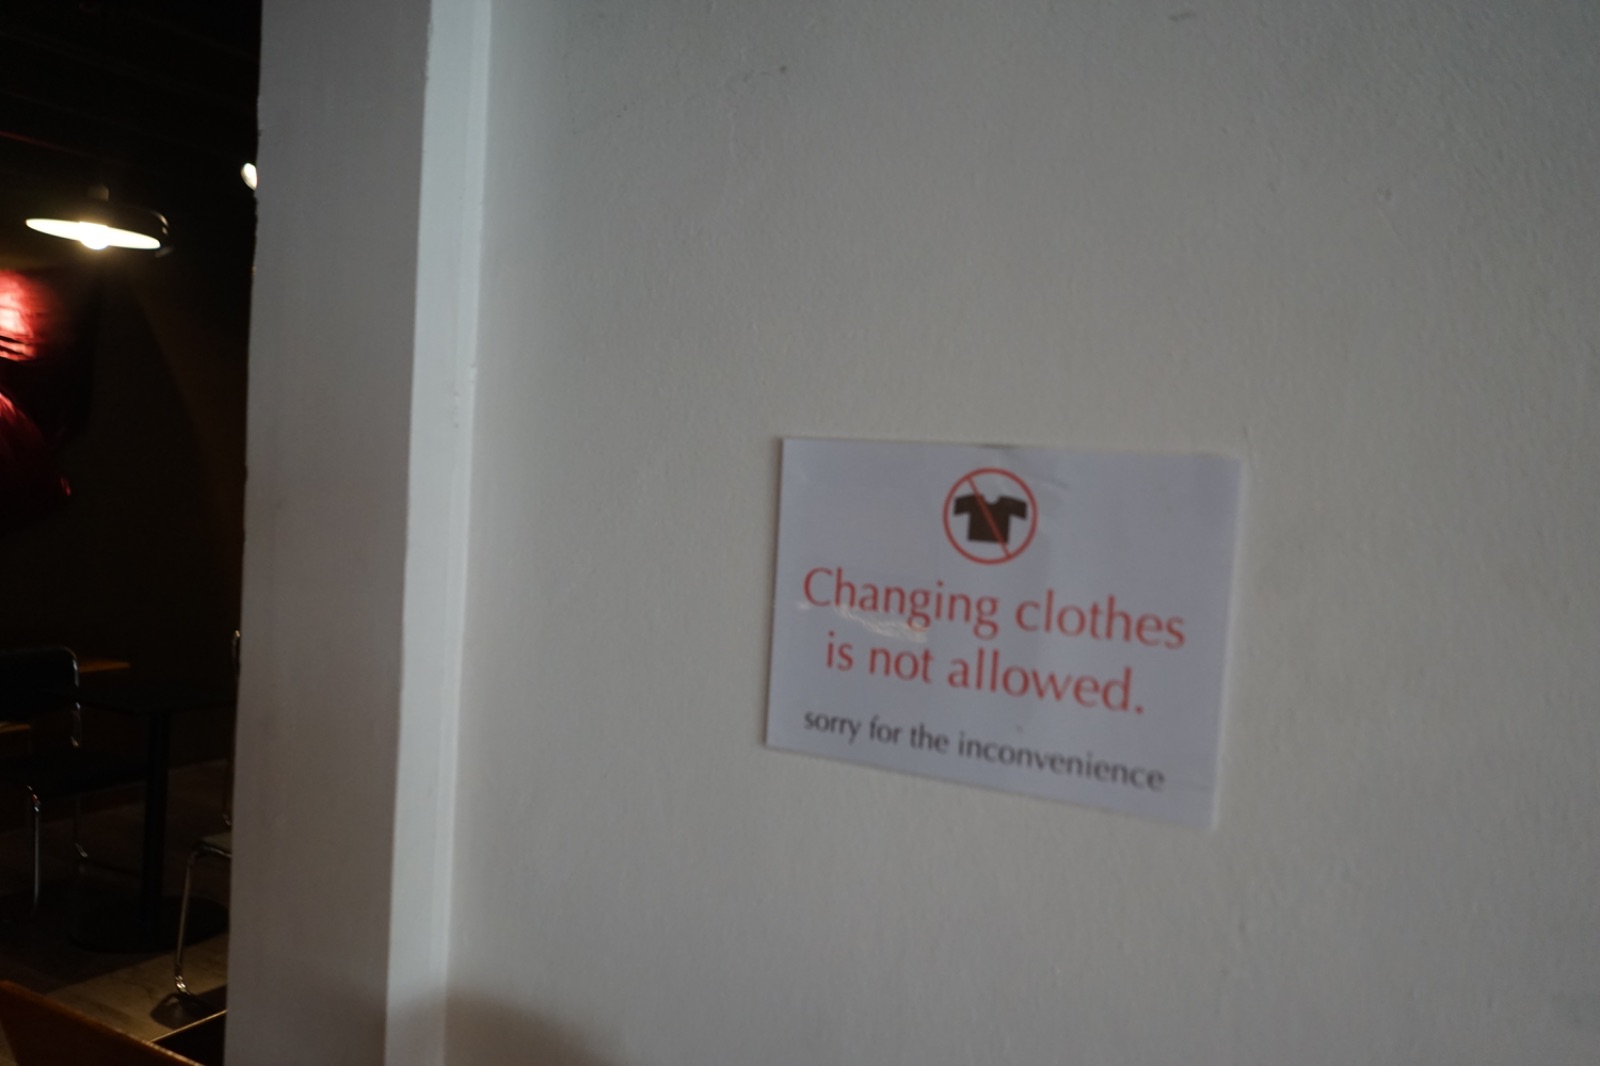 Changing clothes
is not allowed.
sorry for the inconvenience